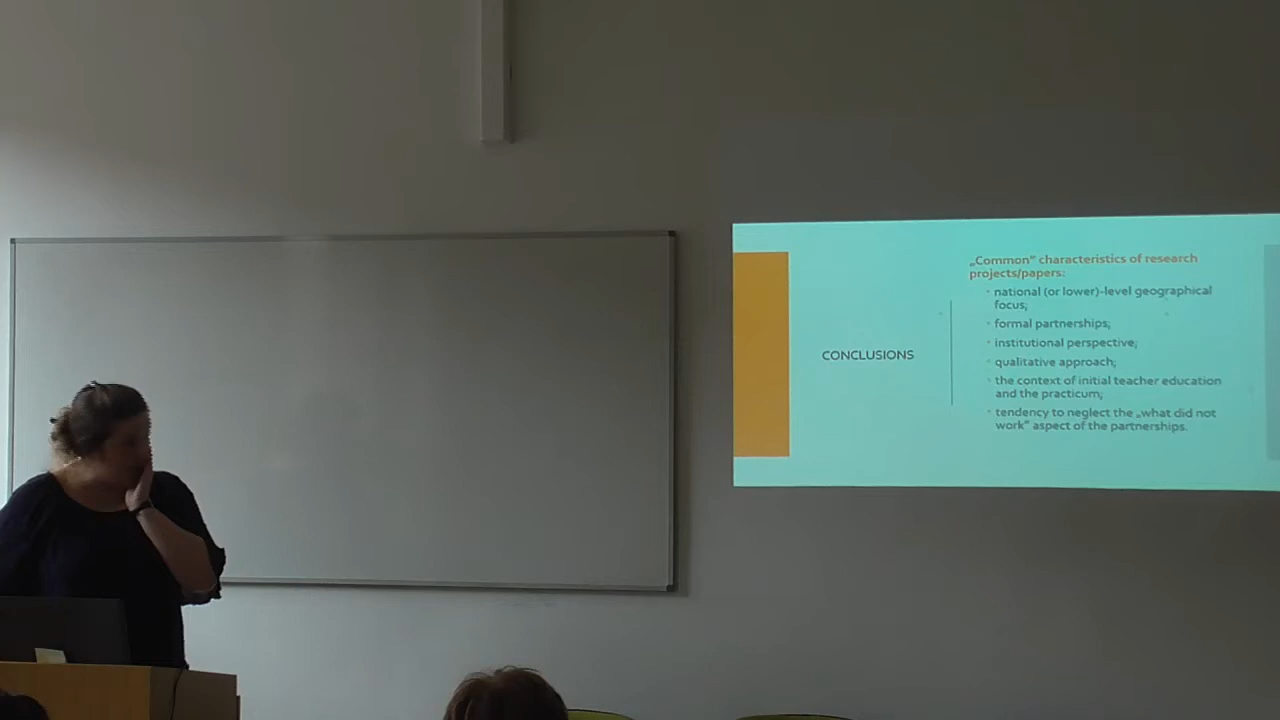 CONCLUSIONS
„Common" characteristics of research
projects/papers:
• national (or lower)-level geographical
focus;
• formal partnerships;
• institutional perspective;
• qualitative approach;
• the context of initial teacher education
and the practicum;
• tendency to neglect the „what did not
work" aspect of the partnerships.